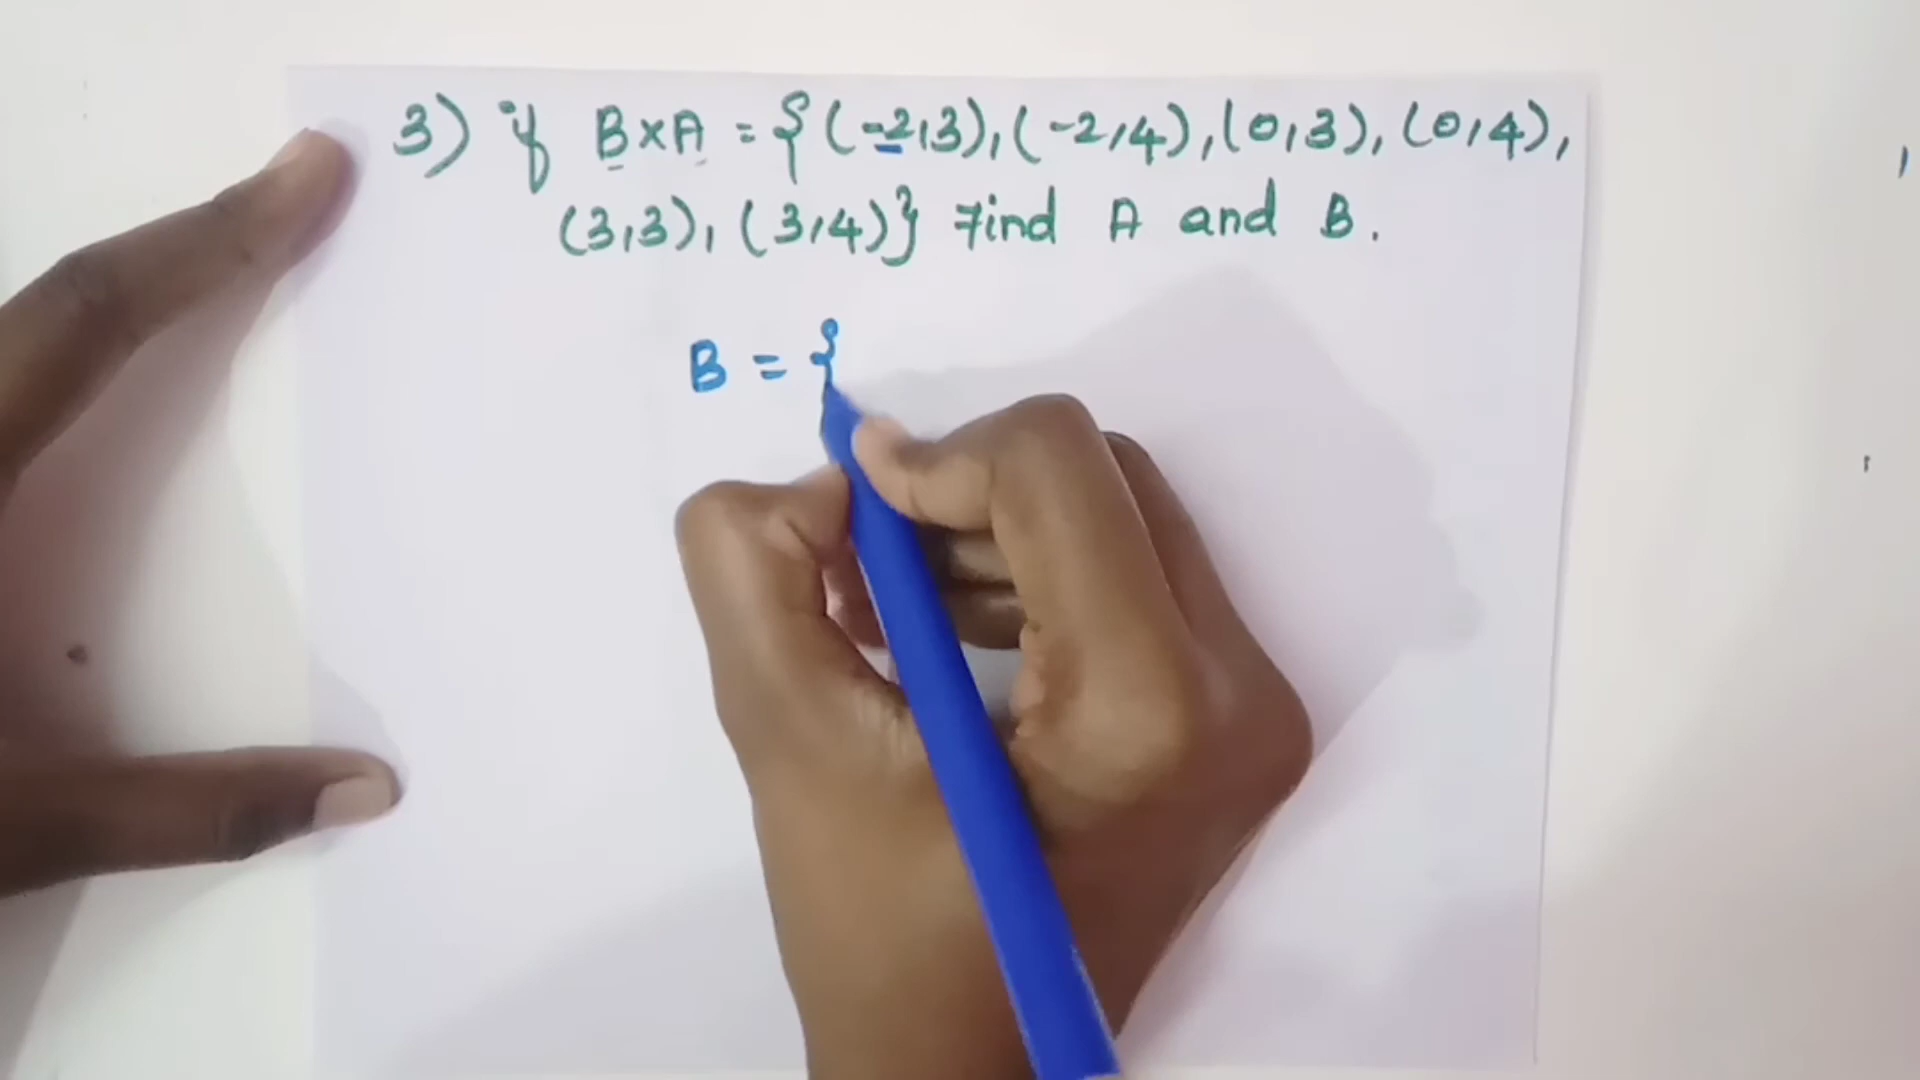 3) if B×A = {(-2,3),(-2,4),(0,3),(0,4),
(3,3),(3,4)} Find A and B.
B = {